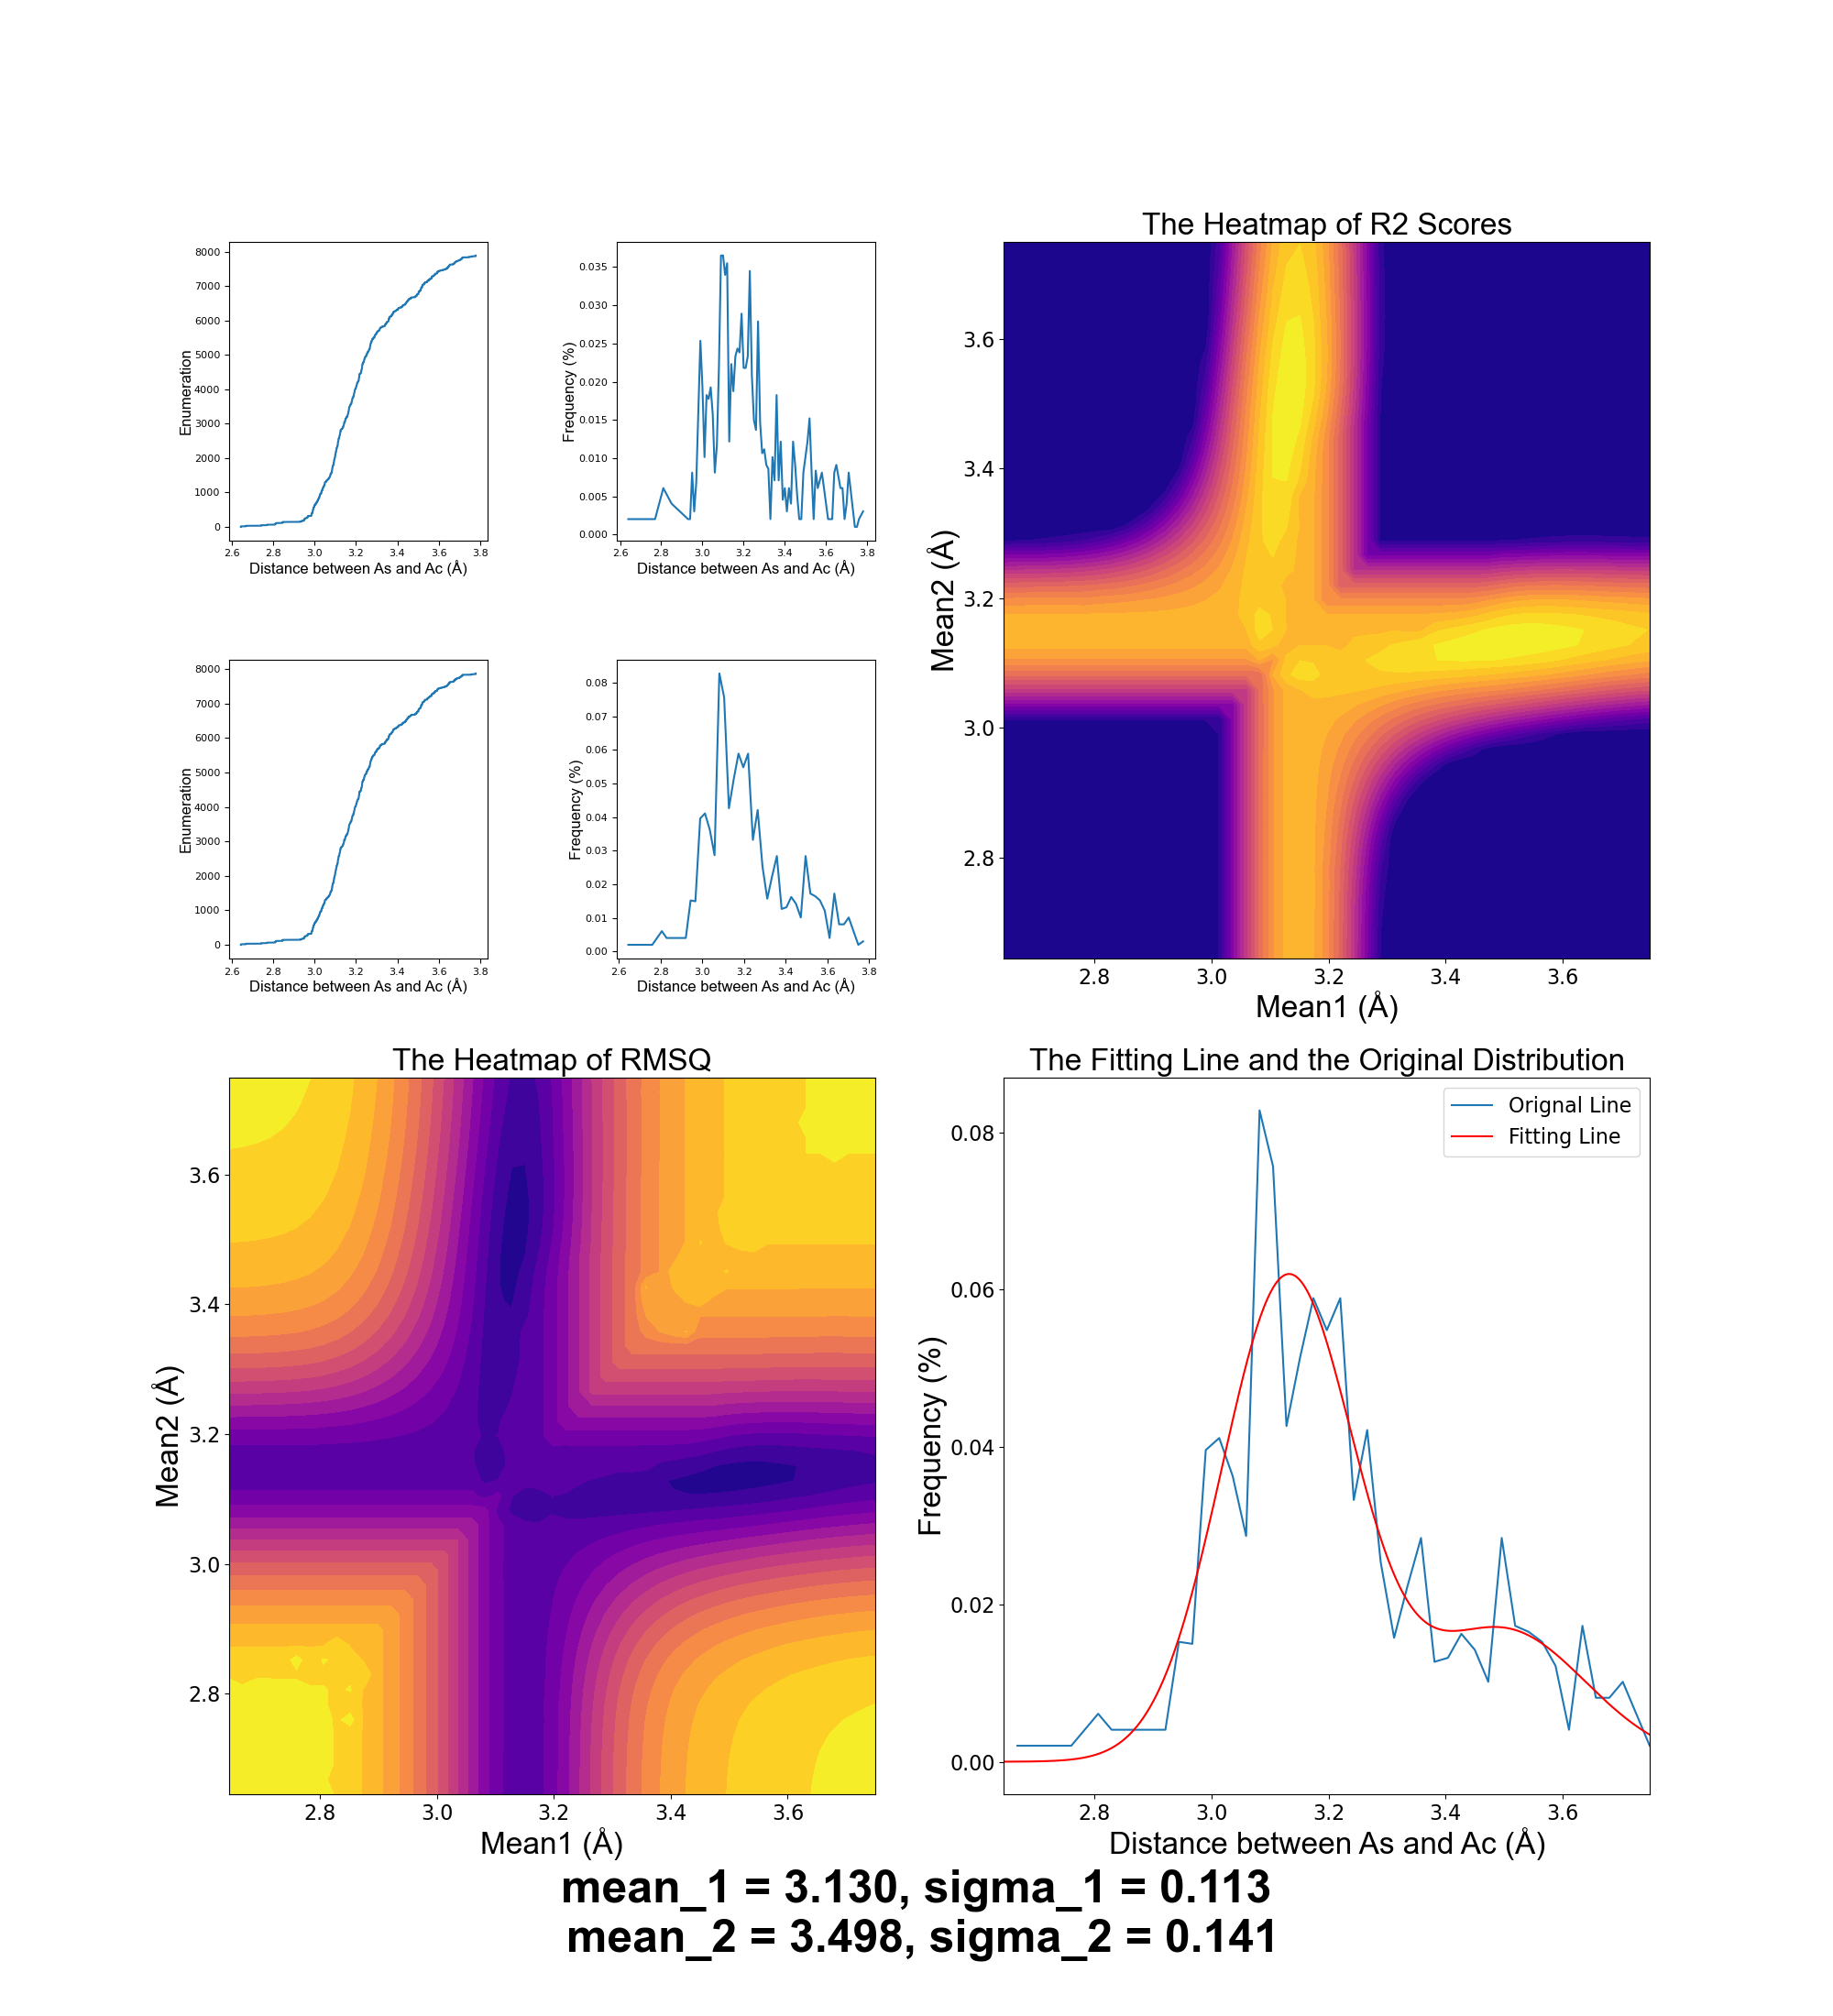 The Heatmap of R2 Scores
8000
7000
6000
5000
4000
3000
2000
1000
0
Enumeration
2.6 2.8 3.0 3.2 3.4 3.6 3.8
Distance between As and Ac (Å)
0.035
0.030
0.025
0.020
0.015
0.010
0.005
0.000
Frequency (%)
2.6 2.8 3.0 3.2 3.4 3.6 3.8
Distance between As and Ac (Å)
3.6
3.4
3.2
3.0
2.8
Mean2 (Å)
2.8 3.0 3.2 3.4 3.6
Mean1 (Å)
8000
7000
6000
5000
4000
3000
2000
1000
0
Enumeration
2.6 2.8 3.0 3.2 3.4 3.6 3.8
Distance between As and Ac (Å)
0.08
0.07
0.06
0.05
0.04
0.03
0.02
0.01
0.00
Frequency (%)
2.6 2.8 3.0 3.2 3.4 3.6 3.8
Distance between As and Ac (Å)
The Heatmap of RMSQ
3.6
3.4
3.2
3.0
2.8
Mean2 (Å)
2.8 3.0 3.2 3.4 3.6
Mean1 (Å)
The Fitting Line and the Original Distribution
Orignal Line
Fitting Line
0.08
0.06
0.04
0.02
0.00
Frequency (%)
2.8 3.0 3.2 3.4 3.6
Distance between As and Ac (Å)
mean_1 = 3.130, sigma_1 = 0.113
mean_2 = 3.498, sigma_2 = 0.141